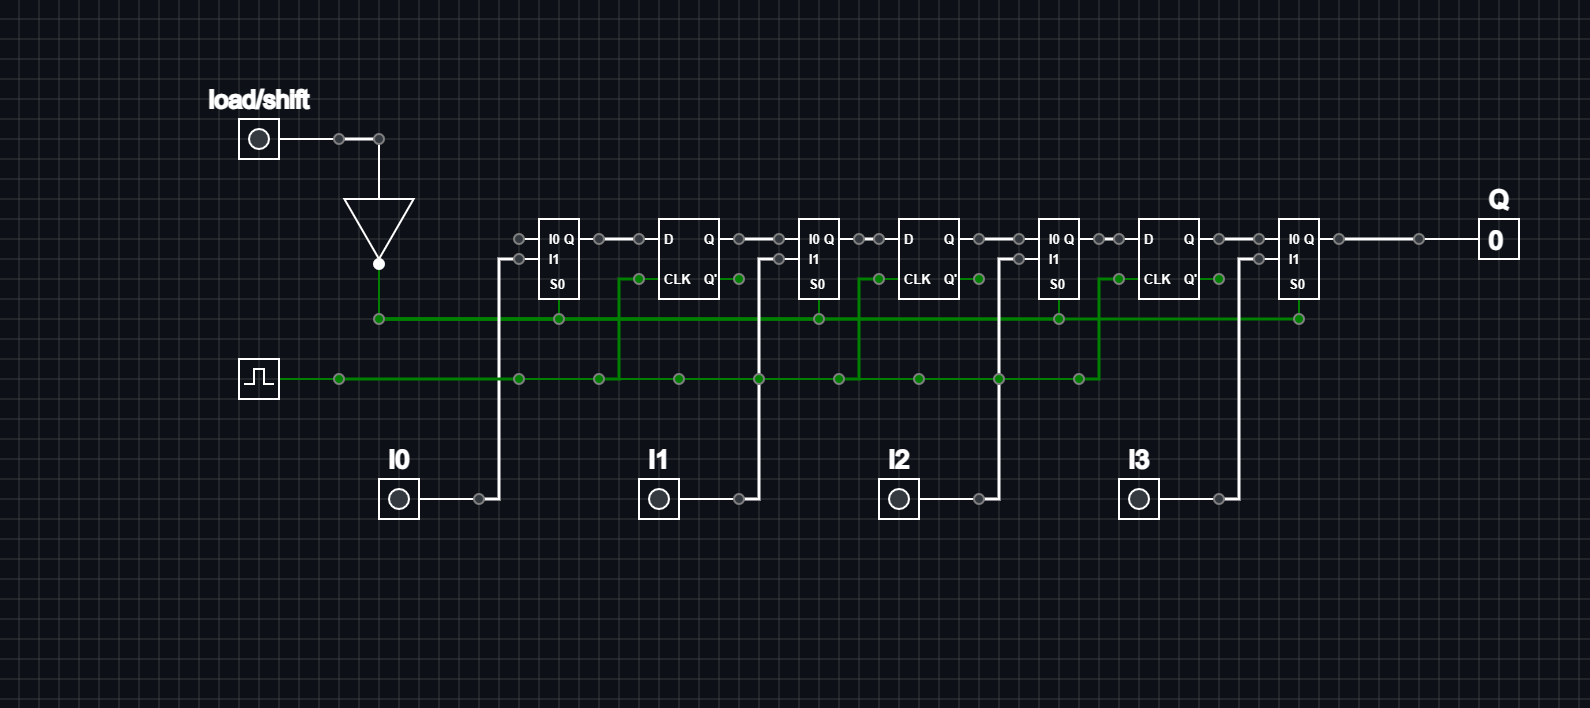 load/shift
Q
I0 Q
I1
S0
D Q
CLK Q'
I0 Q
I1
S0
D Q
CLK Q'
I0 Q
I1
S0
D Q
CLK Q'
I0 Q
I1
S0
0
I0
I1
I2
I3